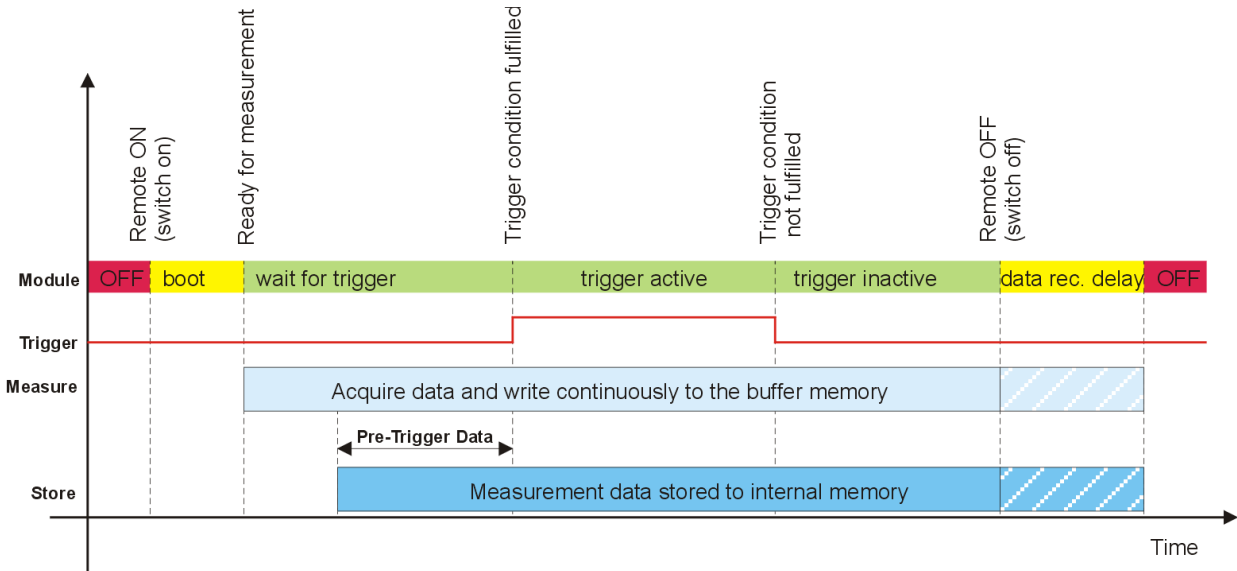 Remote ON
(switch on)
Ready for measurement
Trigger condition fulfilled
Trigger condition
not fulfilled
Remote OFF
(switch off)
Module
OFF
boot
wait for trigger
trigger active
trigger inactive
data rec. delay
OFF
Trigger
Measure
Acquire data and write continuously to the buffer memory
Pre-Trigger Data
Store
Measurement data stored to internal memory
Time